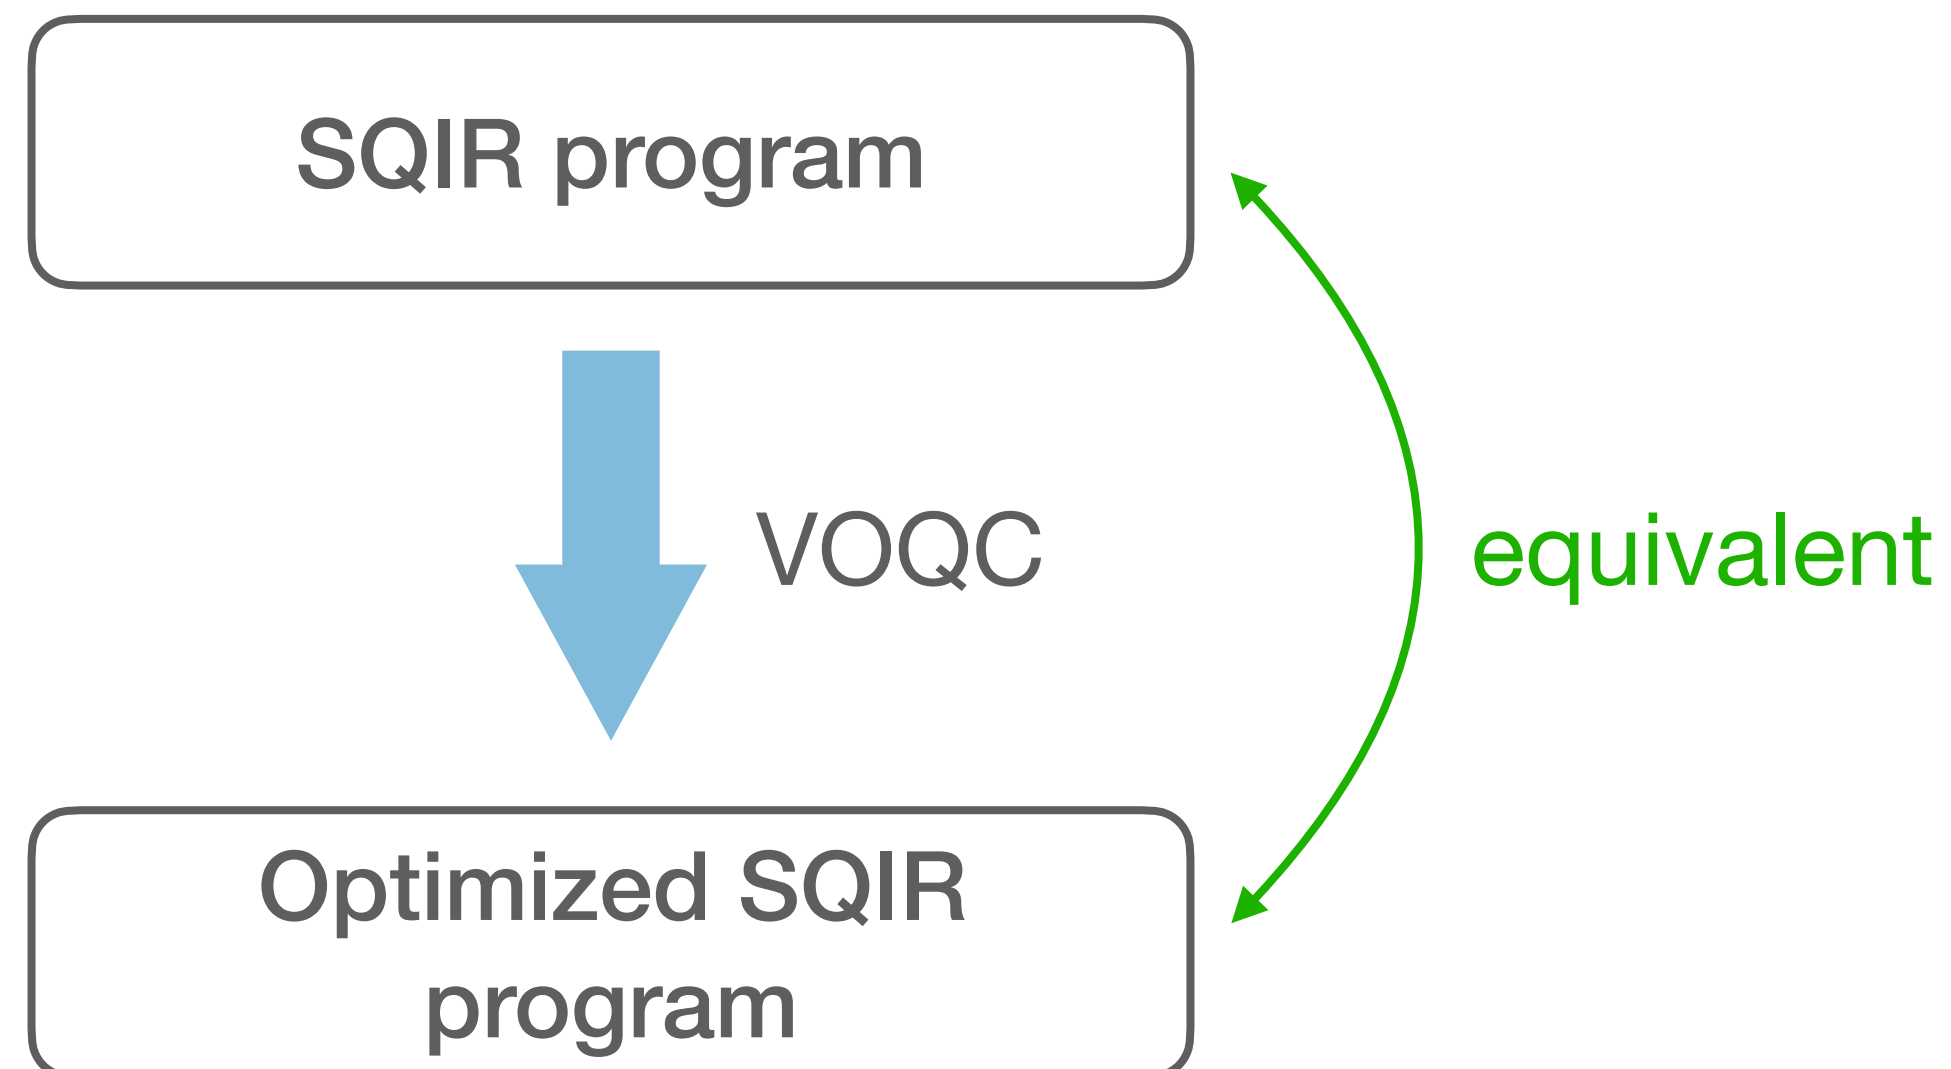 SQIR program
VOQC
equivalent
Optimized SQIR
program